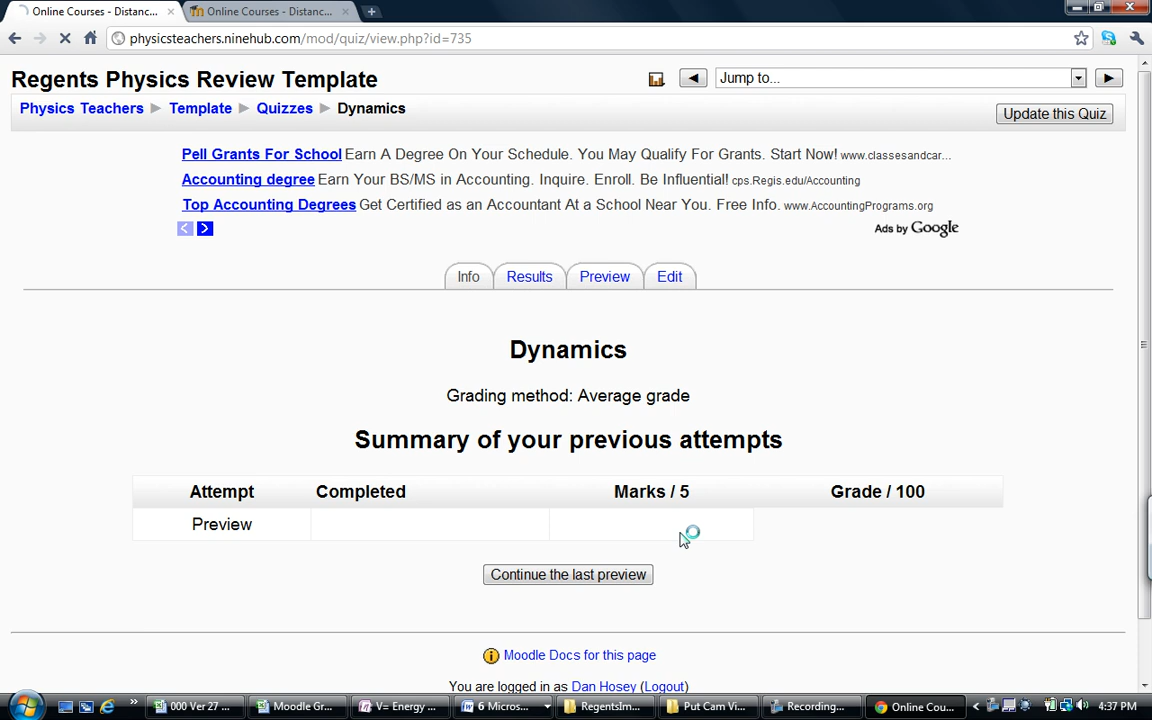 Online Courses - Distanc... × Online Courses - Distanc... ×
physicsteachers.ninehub.com/mod/quiz/view.php?id=735
Regents Physics Review Template
Jump to...
Physics Teachers ► Template ► Quizzes ► Dynamics
Update this Quiz
Pell Grants For School Earn A Degree On Your Schedule. You May Qualify For Grants. Start Now! www.classesandcar...
Accounting degree Earn Your BS/MS in Accounting. Inquire. Enroll. Be Influential! cps.Regis.edu/Accounting
Top Accounting Degrees Get Certified as an Accountant At a School Near You. Free Info. www.AccountingPrograms.org
< >
Ads by Google
Info Results Preview Edit
Dynamics
Grading method: Average grade
Summary of your previous attempts
Attempt Completed Marks / 5 Grade / 100
Preview
Continue the last preview
Moodle Docs for this page
You are logged in as Dan Hosey (Logout)
» 000 Ver 27 ... Moodle Gr... V= Energy ... 6 Micros... RegentsIm... Put Cam Vi... Recording... Online Cou... < 4:37 PM